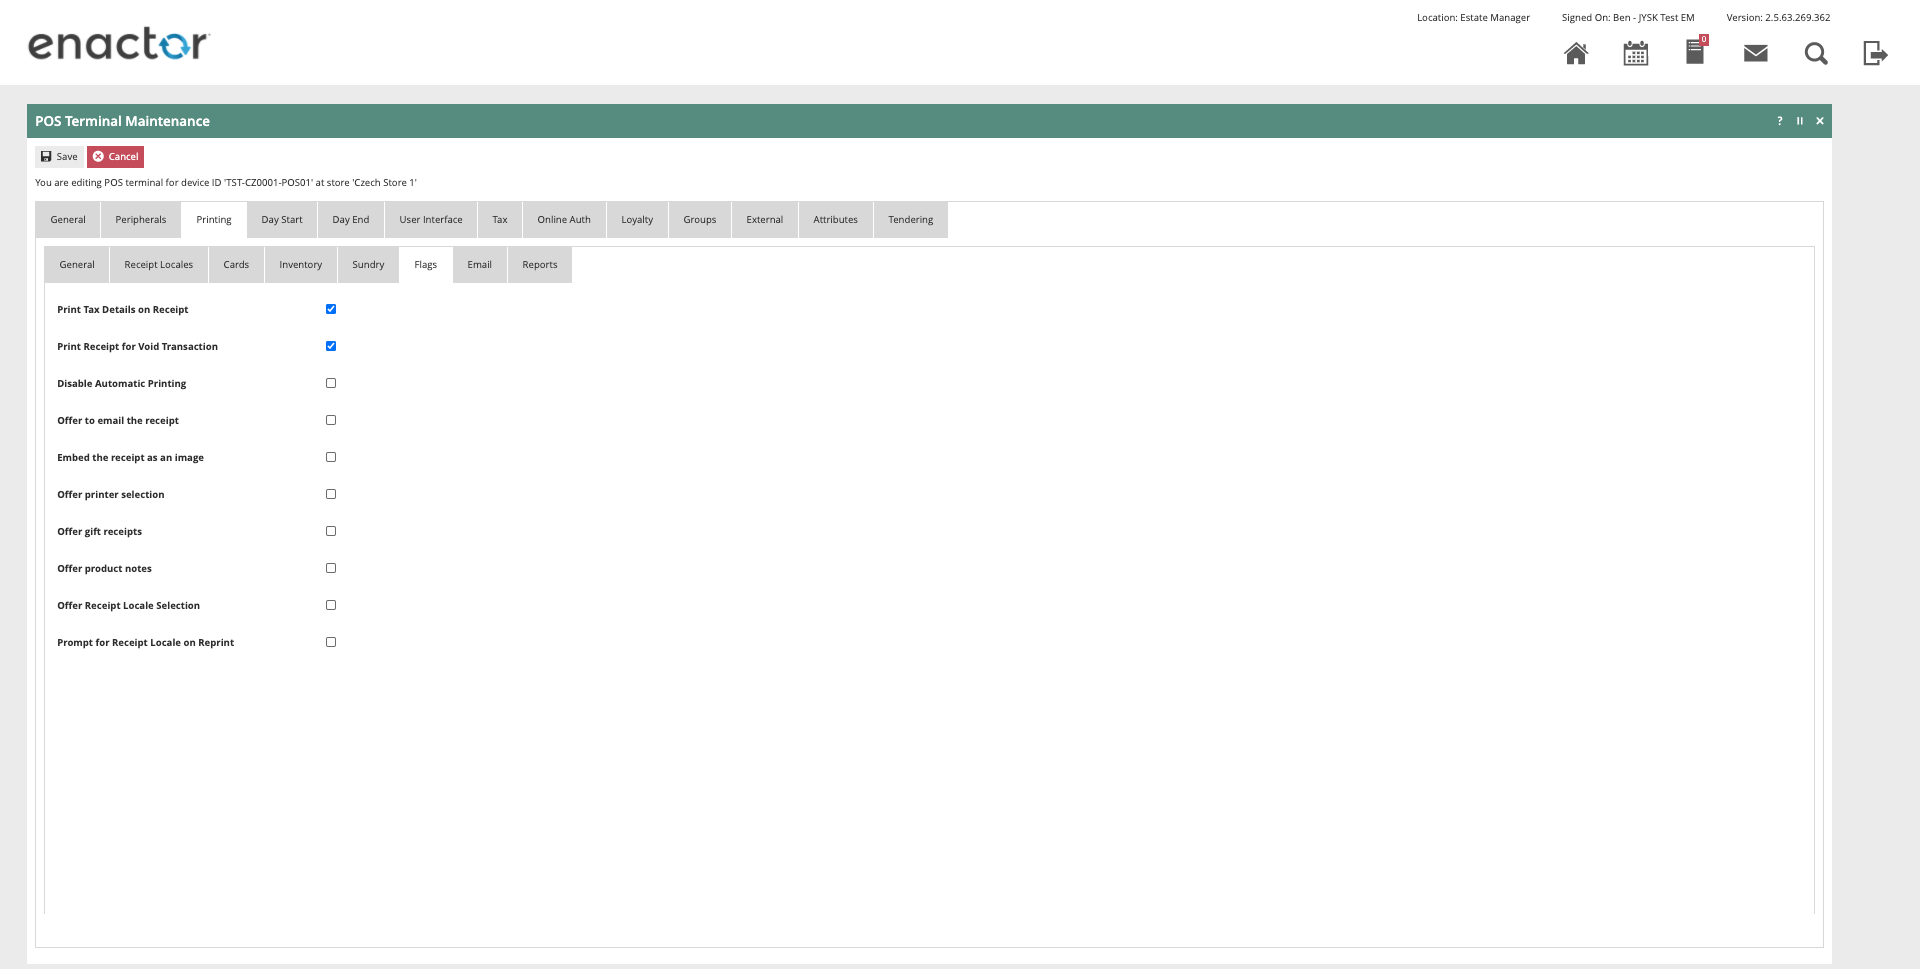 Location: Estate Manager Signed On: Ben - JYSK Test EM Version: 2.5.63.269.362
enactor
0
POS Terminal Maintenance ?
Save Cancel
You are editing POS terminal for device ID 'TST-CZ0001-POS01' at store 'Czech Store 1'
General Peripherals Printing Day Start Day End User Interface Tax Online Auth Loyalty Groups External Attributes Tendering
General Receipt Locales Cards Inventory Sundry Flags Email Reports
Print Tax Details on Receipt
Print Receipt for Void Transaction
Disable Automatic Printing
Offer to email the receipt
Embed the receipt as an image
Offer printer selection
Offer gift receipts
Offer product notes
Offer Receipt Locale Selection
Prompt for Receipt Locale on Reprint